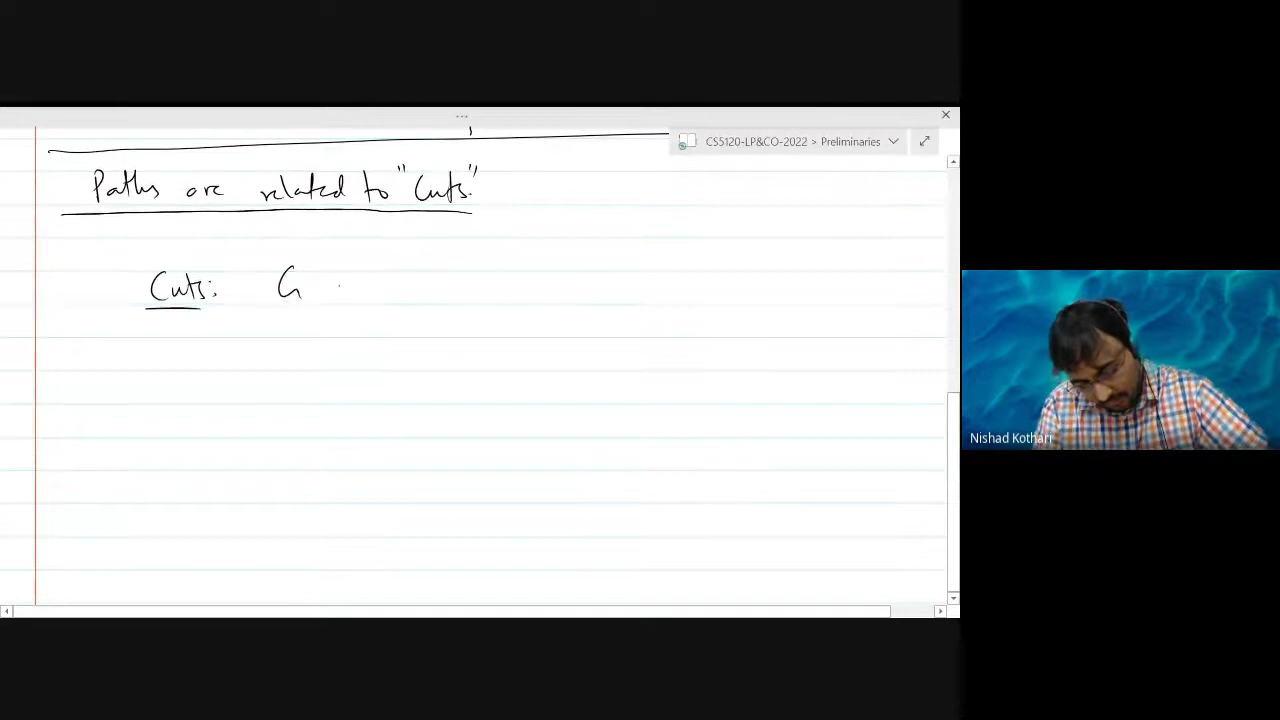 CS5120-LP&CO-2022 > Preliminaries
Paths are related to "Cuts."
Cuts: G
Nishad Kothari